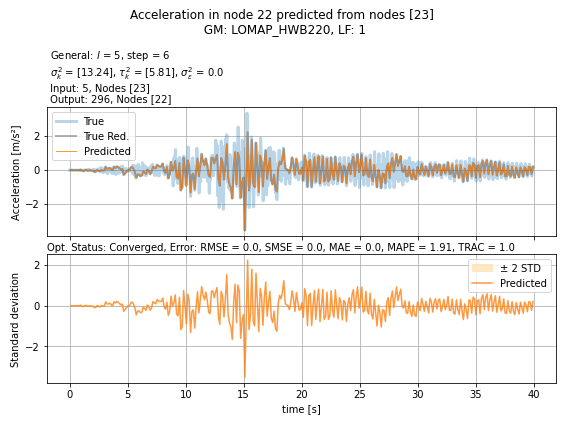 Acceleration in node 22 predicted from nodes [23]
GM: LOMAP_HWB220, LF: 1
General: l = 5, step = 6
σ²ₖ = [13.24], τ²ₖ = [5.81], σ²ε = 0.0
Input: 5, Nodes [23]
Output: 296, Nodes [22]
True
True Red.
Predicted
Acceleration [m/s²]
2
0
−2
Opt. Status: Converged, Error: RMSE = 0.0, SMSE = 0.0, MAE = 0.0, MAPE = 1.91, TRAC = 1.0
± 2 STD
Predicted
Standard deviation
2
0
−2
0 5 10 15 20 25 30 35 40
time [s]